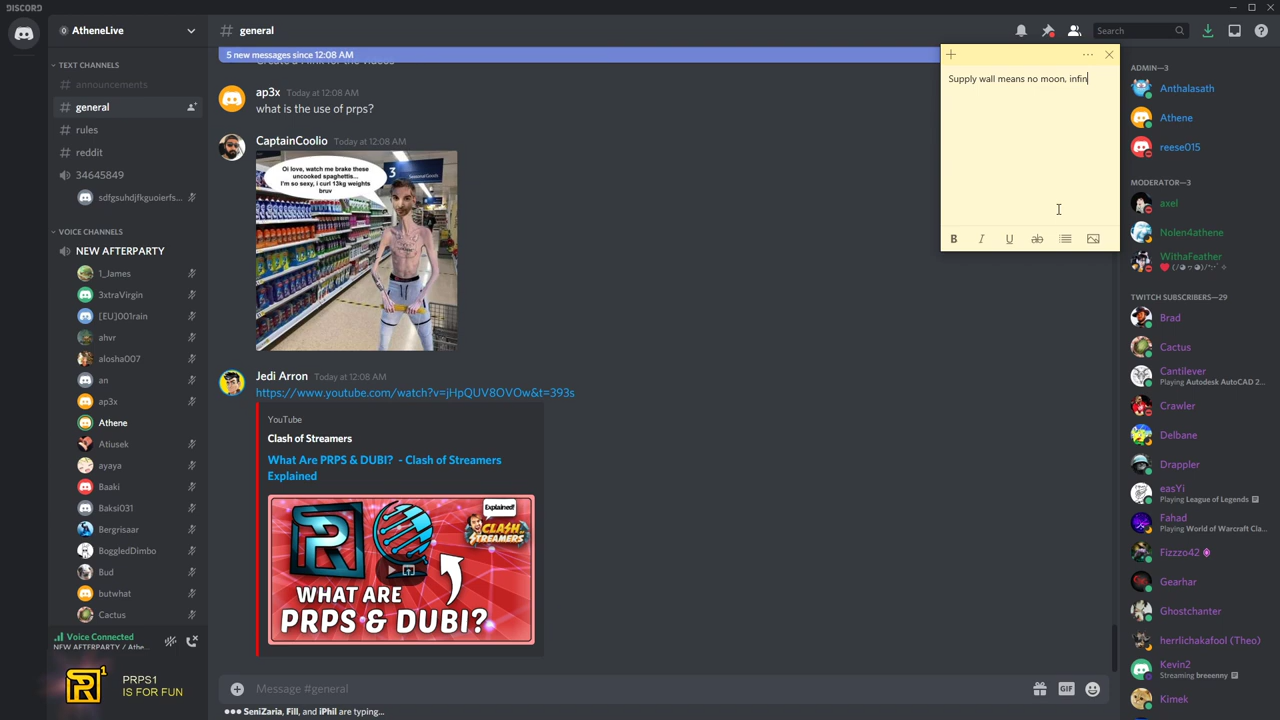 DISCORD
AtheneLive
TEXT CHANNELS
announcements
general
rules
reddit
34645849
sdfgsuhdjfkguoierfs...
VOICE CHANNELS
NEW AFTERPARTY
1_James
3xtraVirgin
[EU]001rain
ahvr
alosha007
an
ap3x
Athene
Atiusek
ayaya
Baaki
Baksi031
Bergrisaar
BoggledDimbo
Bud
butwhat
Cactus
Voice Connected
NEW AFTERPARTY / Athe...
PRPS1
IS FOR FUN
# general
Search
5 new messages since 12:08 AM
ap3x Today at 12:08 AM
what is the use of prps?
CaptainCoolio Today at 12:08 AM
Oi love, watch me brake these
uncooked spaghettis...
I'm so sexy, i curl 13kg weights
bruv
3
Jedi Arron Today at 12:08 AM
https://www.youtube.com/watch?v=jHpQUV8OVOw&t=393s
YouTube
Clash of Streamers
What Are PRPS & DUBI? - Clash of Streamers
Explained
Explained!
CLASH
STREAMERS
WHAT ARE
PRPS & DUBI?
Message #general
GIF
SeniZaria, Fill, and iPhil are typing...
Supply wall means no moon, infin
B I U ab
ADMIN—3
Anthalasath
Athene
reese015
MODERATOR—3
axel
Nolen4athene
WithaFeather
TWITCH SUBSCRIBERS—29
Brad
Cactus
Cantilever
Playing Autodesk AutoCAD 2...
Crawler
Delbane
Drappler
easYi
Playing League of Legends
Fahad
Playing World of Warcraft Cla...
Fizzzo42
Gearhar
Ghostchanter
herrlichakafool (Theo)
Kevin2
Streaming breeenny
Kimek